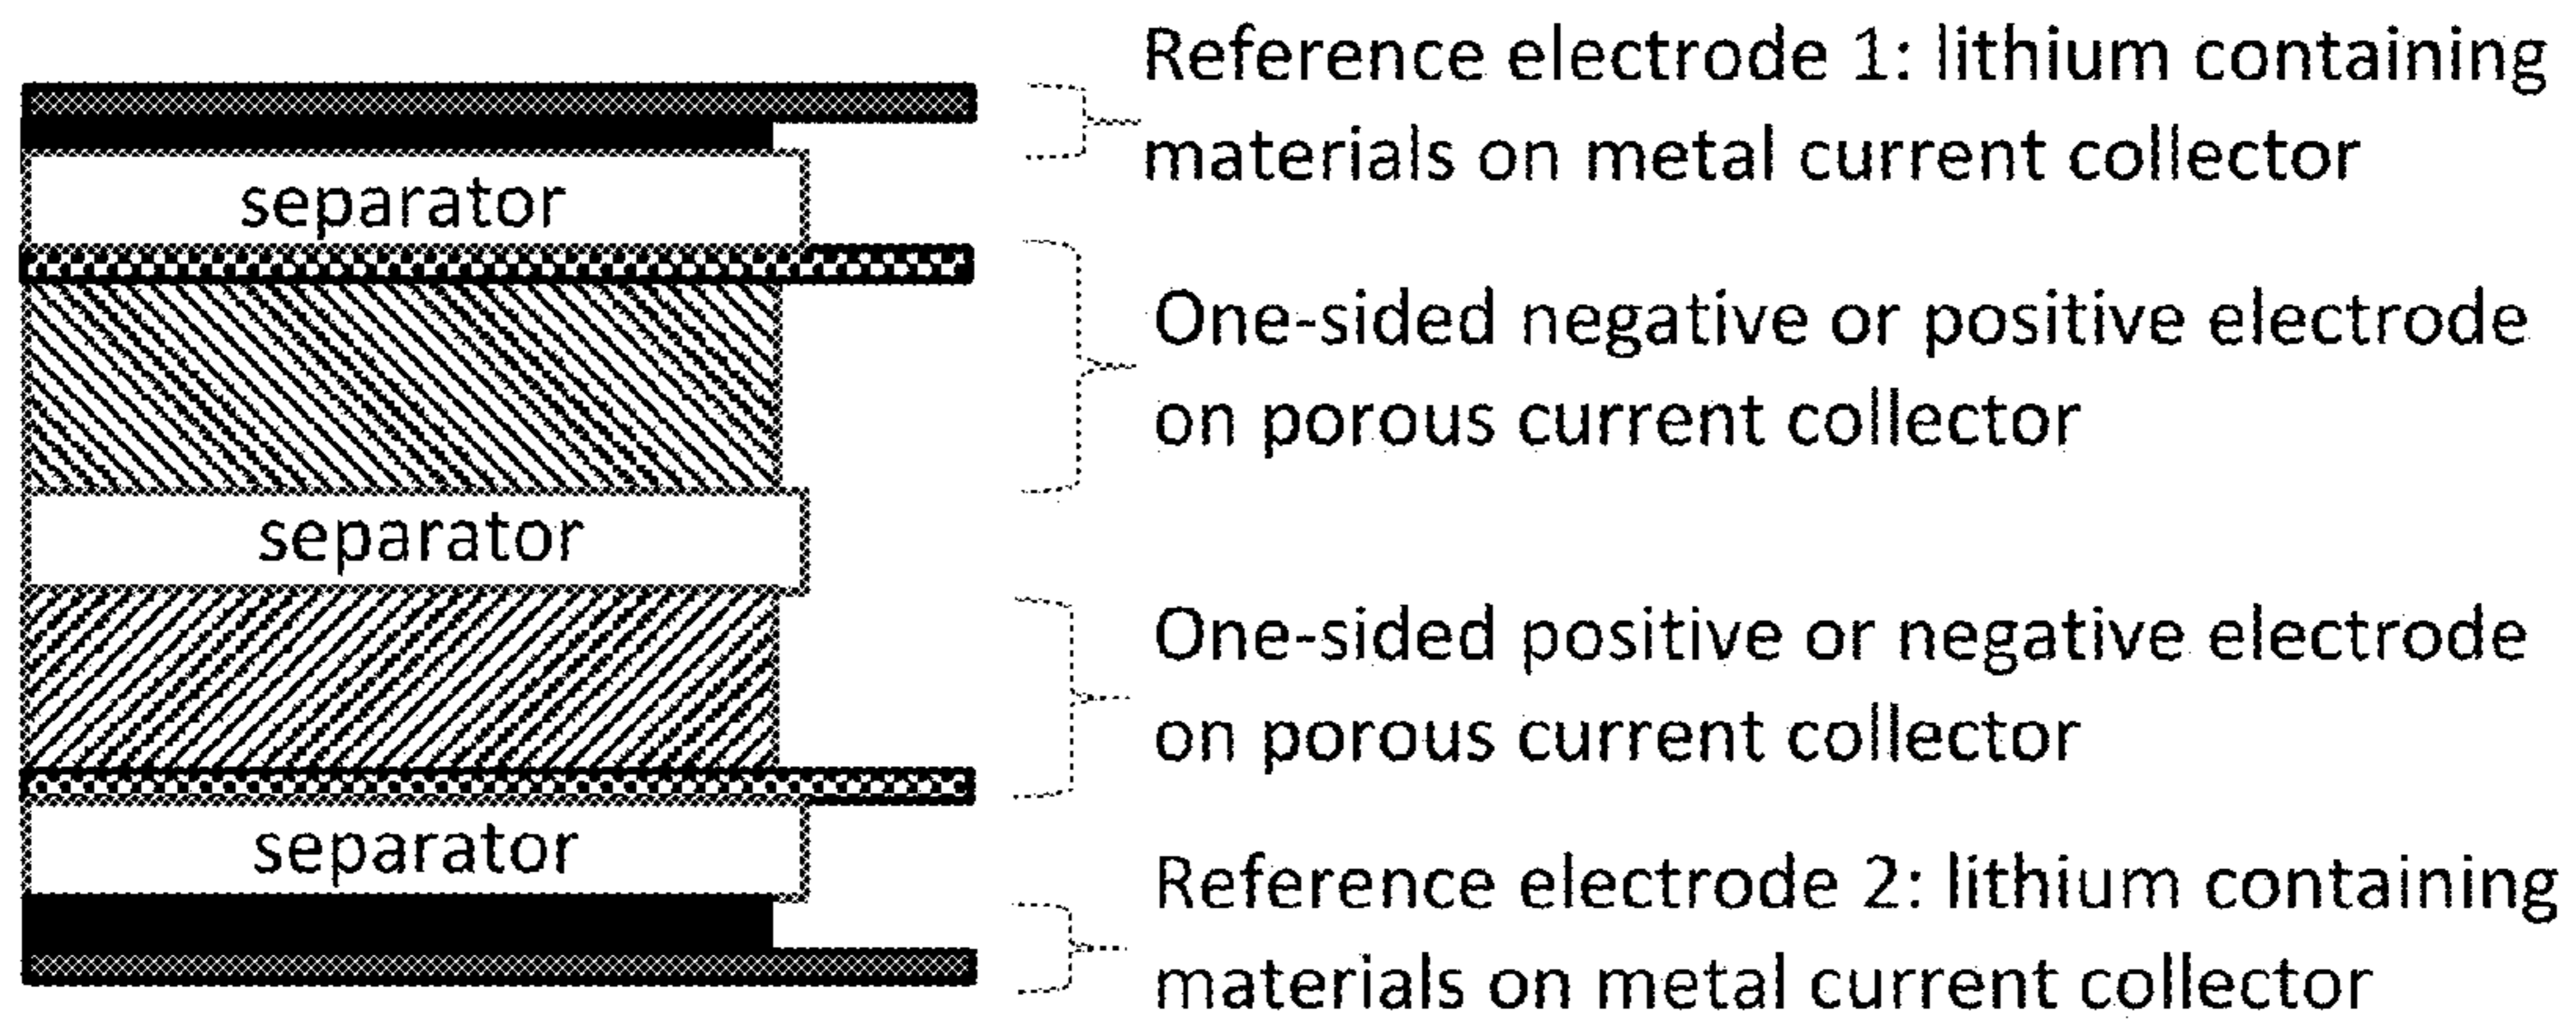 Reference electrode 1: lithium containing
materials on metal current collector
separator
One-sided negative or positive electrode
on porous current collector
separator
One-sided positive or negative electrode
on porous current collector
separator
Reference electrode 2: lithium containing
materials on metal current collector